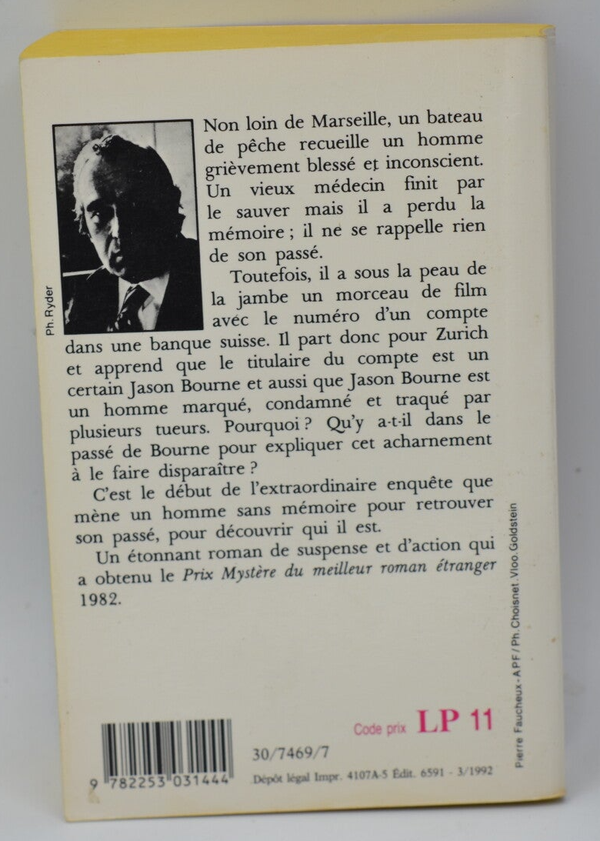 Non loin de Marseille, un bateau
de pêche recueille un homme
grièvement blessé et inconscient.
Un vieux médecin finit par
le sauver mais il a perdu la
mémoire ; il ne se rappelle rien
de son passé.
Toutefois, il a sous la peau de
la jambe un morceau de film
avec le numéro d'un compte
dans une banque suisse. Il part donc pour Zurich
et apprend que le titulaire du compte est un
certain Jason Bourne et aussi que Jason Bourne est
un homme marqué, condamné et traqué par
plusieurs tueurs. Pourquoi ? Qu'y a-t-il dans le
passé de Bourne pour expliquer cet acharnement
à le faire disparaître ?
C'est le début de l'extraordinaire enquête que
mène un homme sans mémoire pour retrouver
son passé, pour découvrir qui il est.
Un étonnant roman de suspense et d'action qui
a obtenu le Prix Mystère du meilleur roman étranger
1982.
Ph. Ryder
Pierre Faucheux - APF / Ph. Choisnet. Vloo. Goldstein
Code prix LP 11
30/7469/7
Dépôt légal Impr. 4107A-5 Édit. 6591 - 3/1992
9 782253 031444